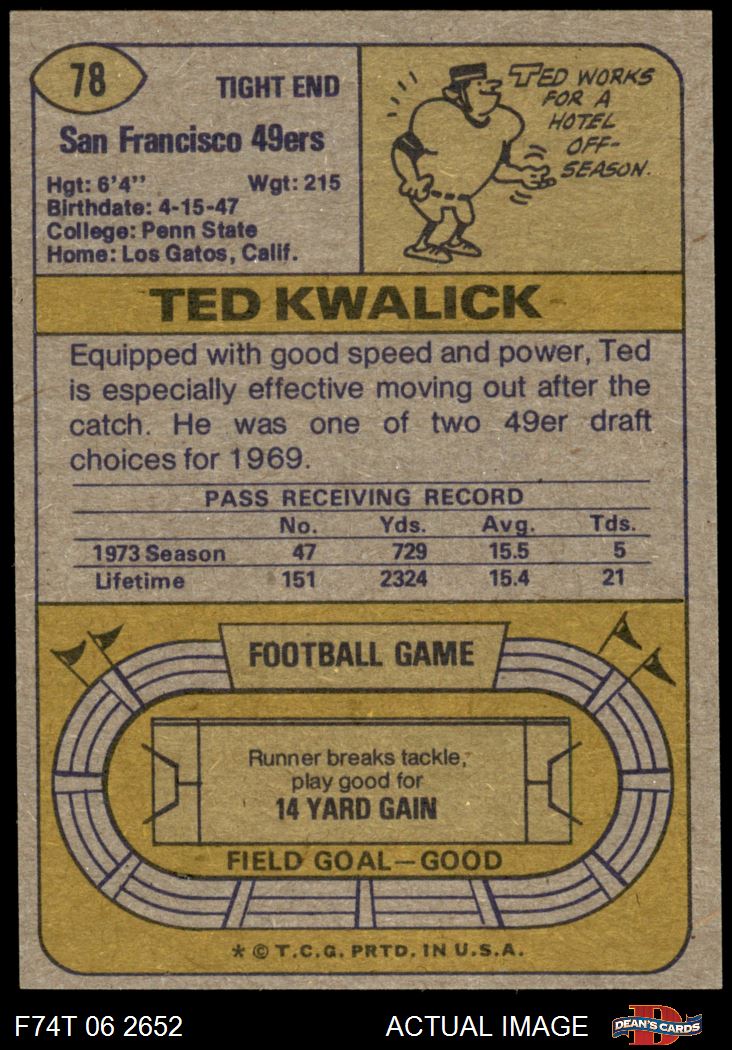 78
TIGHT END
San Francisco 49ers
Hgt: 6'4" Wgt: 215
Birthdate: 4-15-47
College: Penn State
Home: Los Gatos, Calif.
TED WORKS
FOR A
HOTEL
OFF-
SEASON.
TED KWALICK
Equipped with good speed and power, Ted
is especially effective moving out after the
catch. He was one of two 49er draft
choices for 1969.
PASS RECEIVING RECORD
No. Yds. Avg. Tds.
1973 Season 47 729 15.5 5
Lifetime 151 2324 15.4 21
FOOTBALL GAME
Runner breaks tackle,
play good for
14 YARD GAIN
FIELD GOAL—GOOD
* © T.C.G. PRTD. IN U.S.A.
F74T 06 2652 ACTUAL IMAGE DEAN'S CARDS